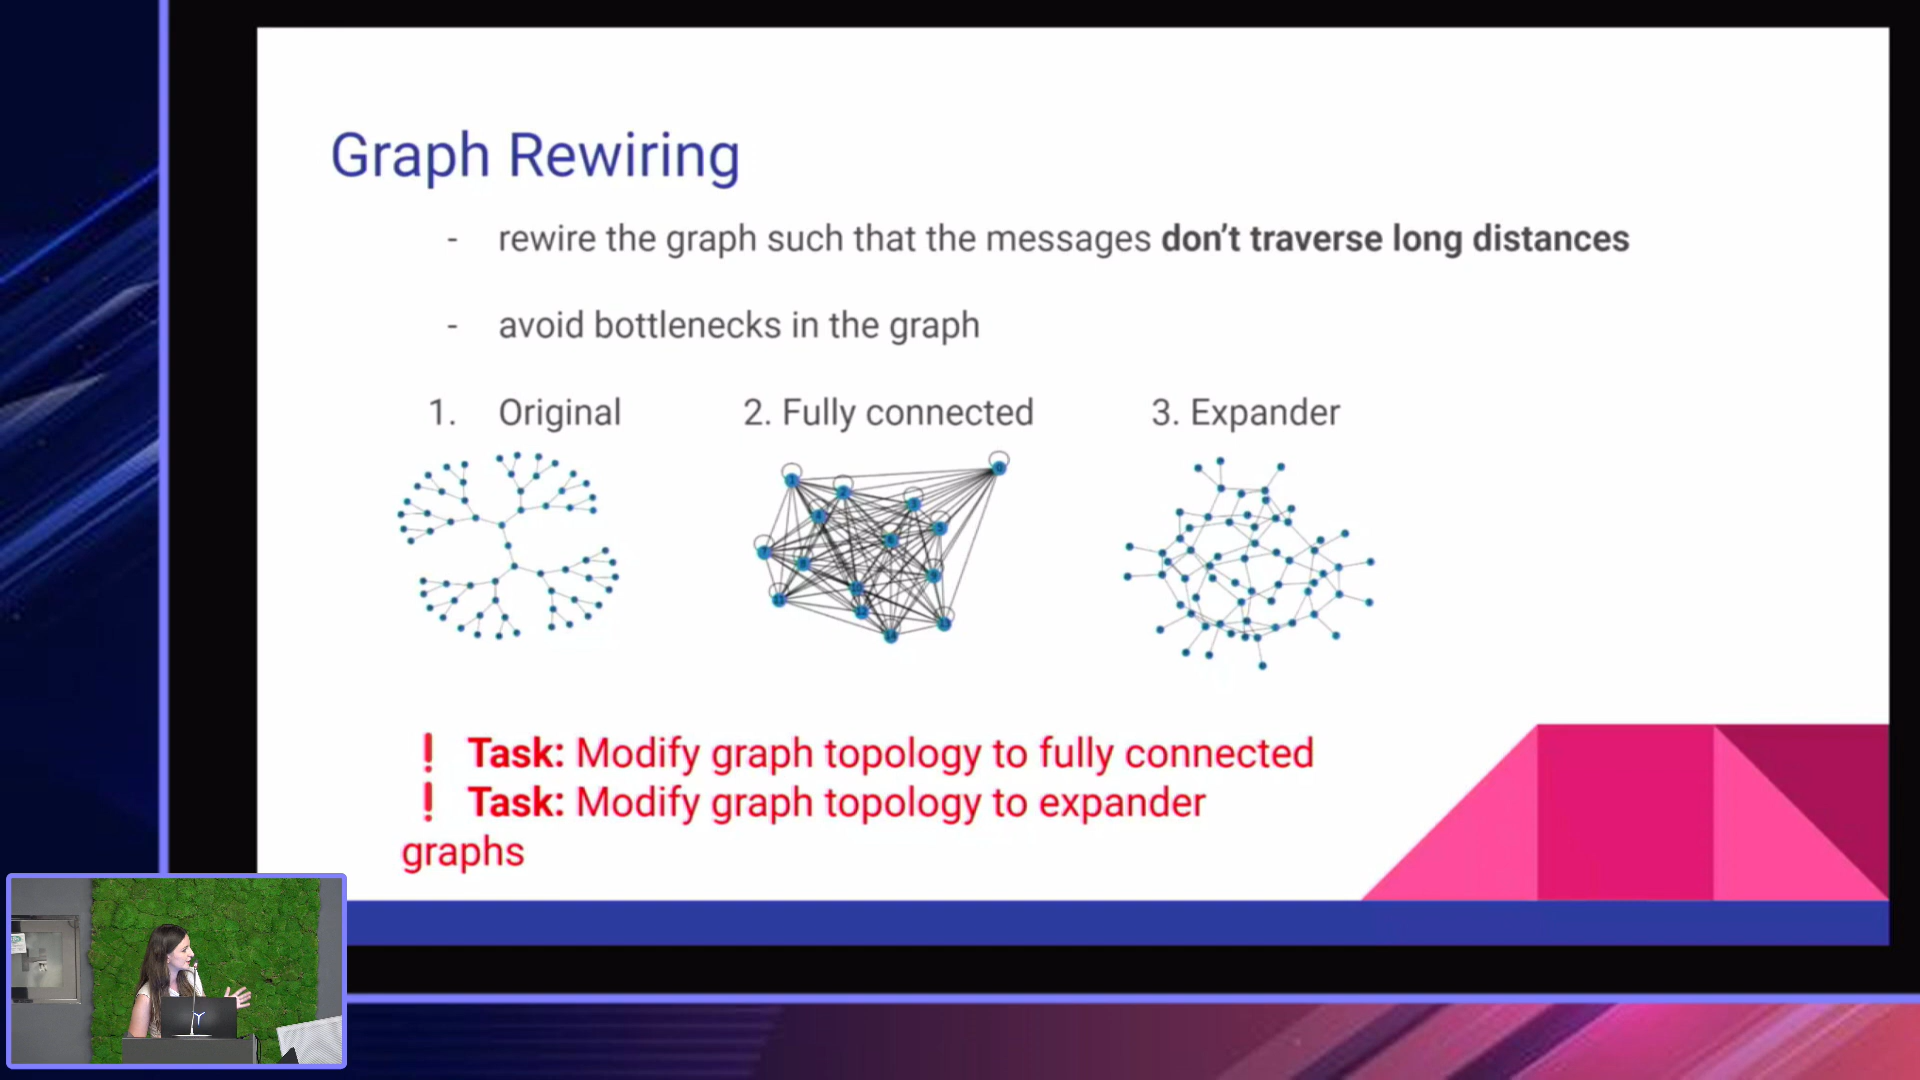 Graph Rewiring
- rewire the graph such that the messages don't traverse long distances
- avoid bottlenecks in the graph
1. Original
2. Fully connected
3. Expander
❗ Task: Modify graph topology to fully connected
❗ Task: Modify graph topology to expander
graphs